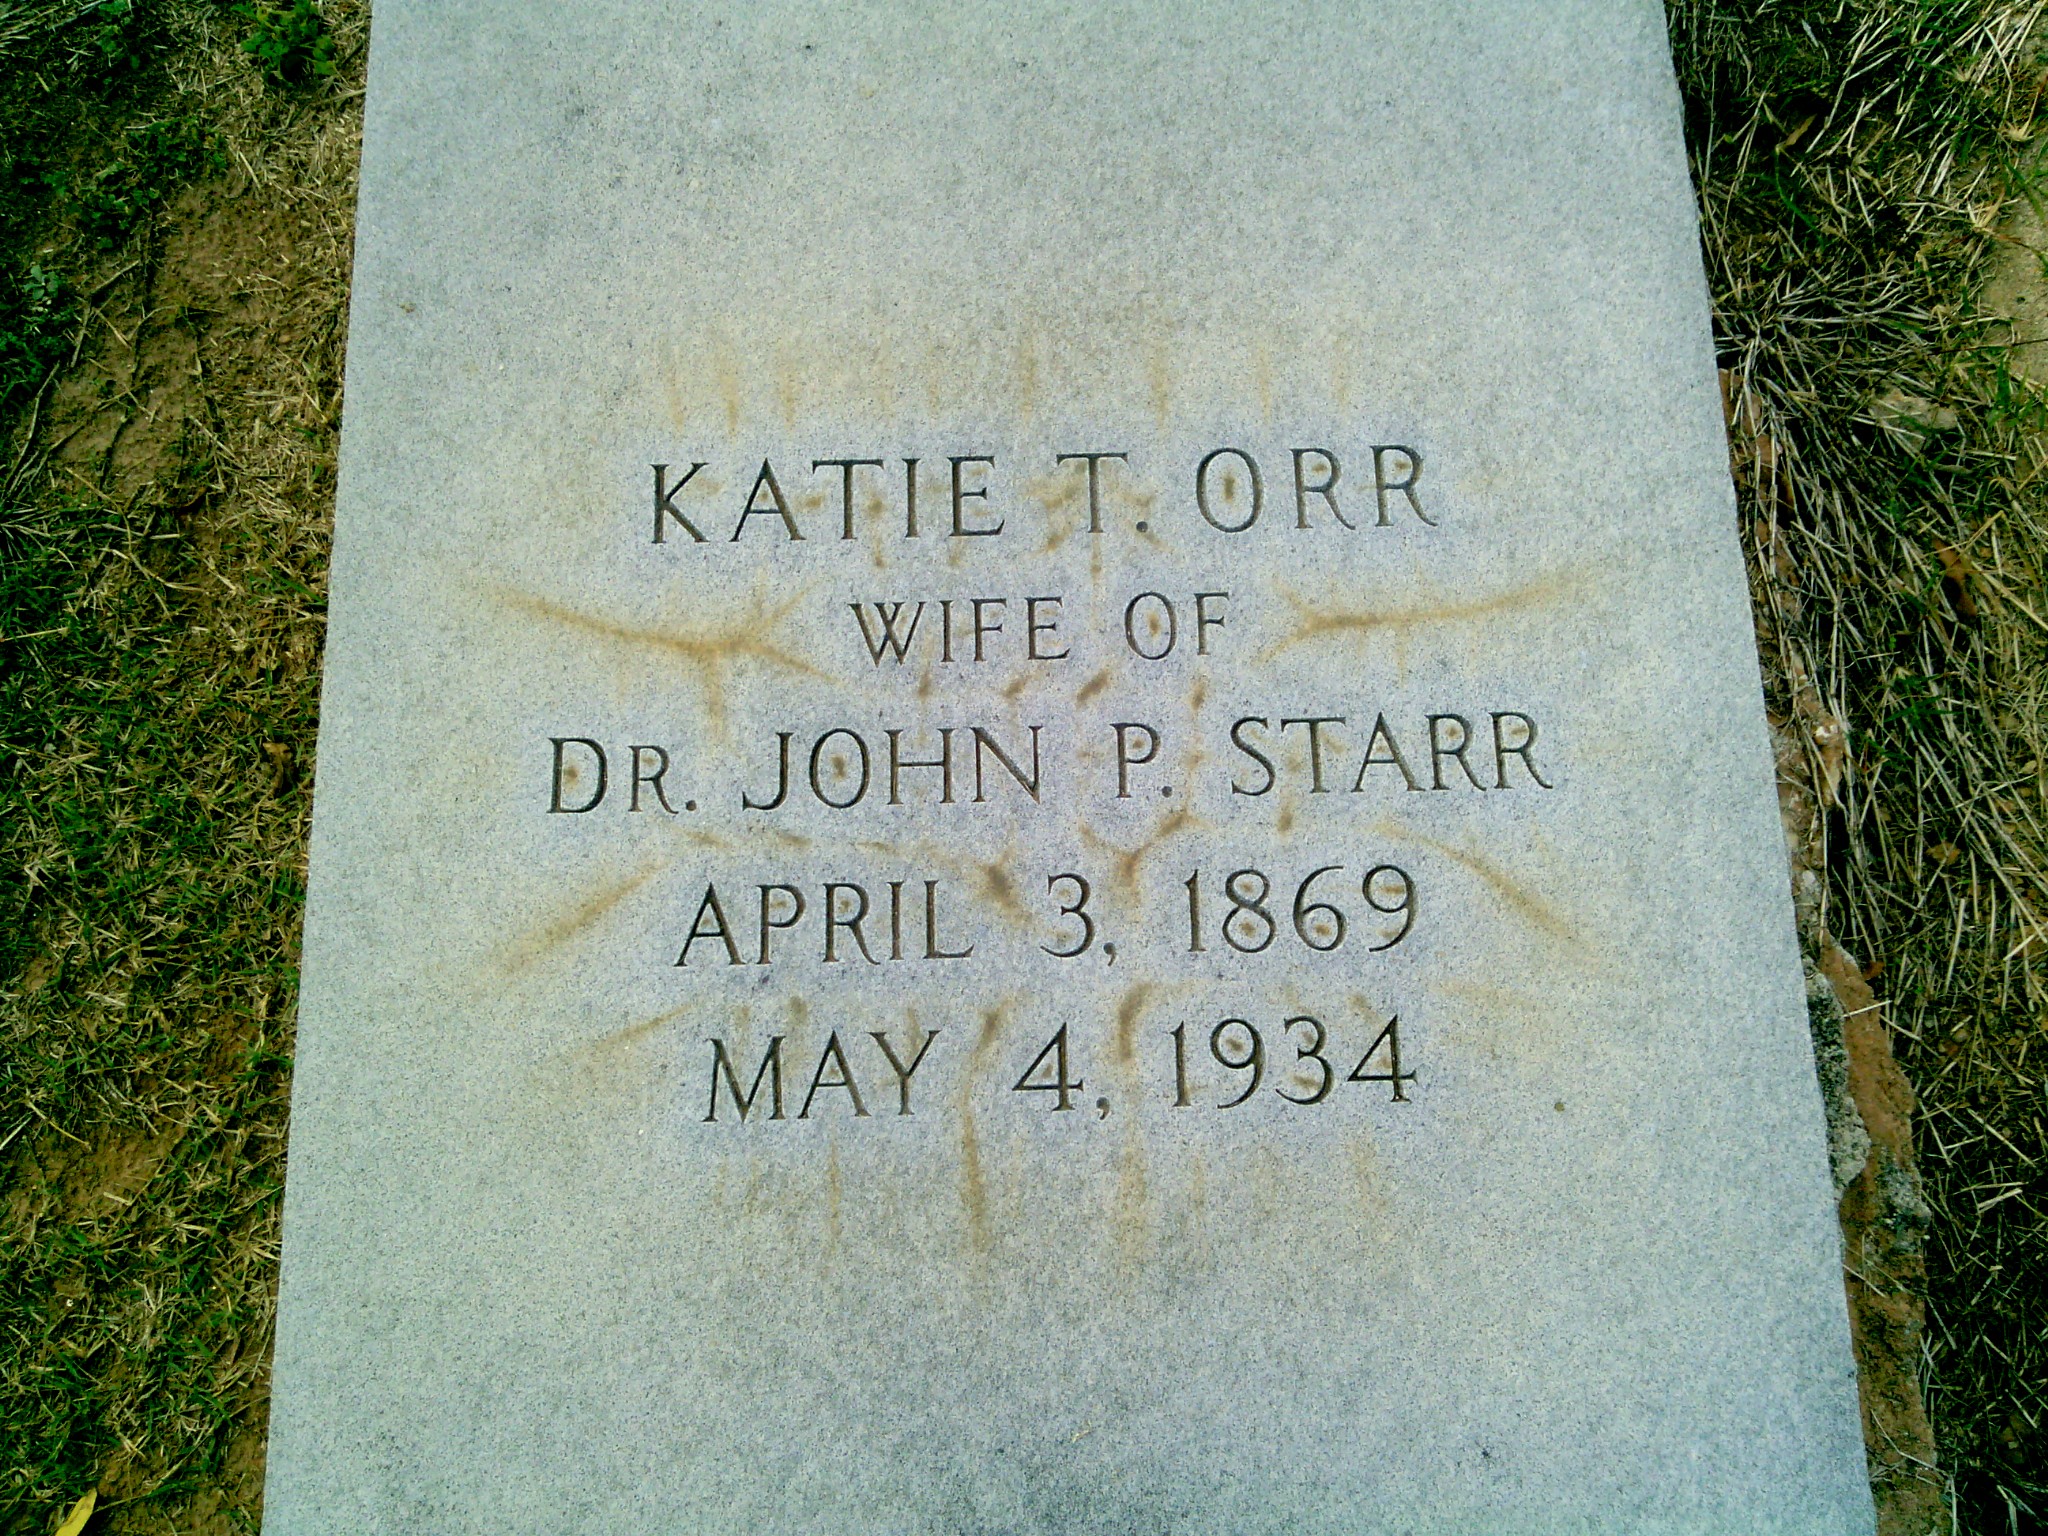 KATIE T. ORR
WIFE OF
DR. JOHN P. STARR
APRIL 3, 1869
MAY 4, 1934